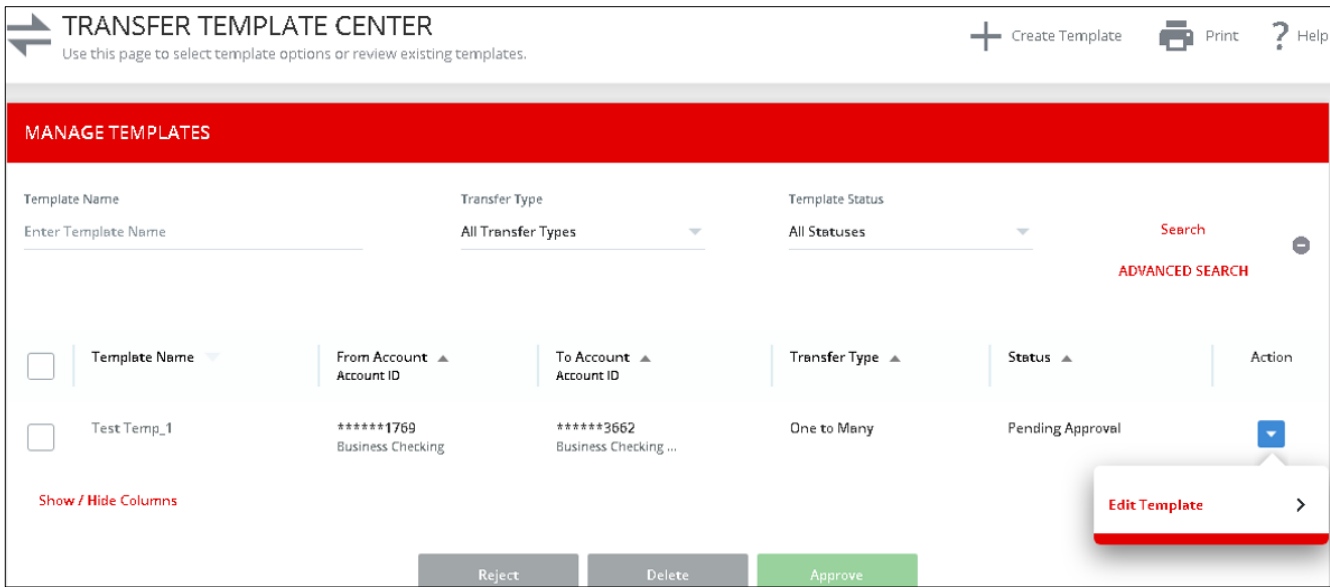 TRANSFER TEMPLATE CENTER
Use this page to select template options or review existing templates.
Create Template
Print
? Help
MANAGE TEMPLATES
Template Name
Transfer Type
Template Status
Enter Template Name
All Transfer Types
All Statuses
Search
ADVANCED SEARCH
Template Name
From Account
Account ID
To Account
Account ID
Transfer Type
Status
Action
Test Temp_1
******1769
Business Checking
******3662
Business Checking ...
One to Many
Pending Approval
Show / Hide Columns
Edit Template
Reject
Delete
Approve